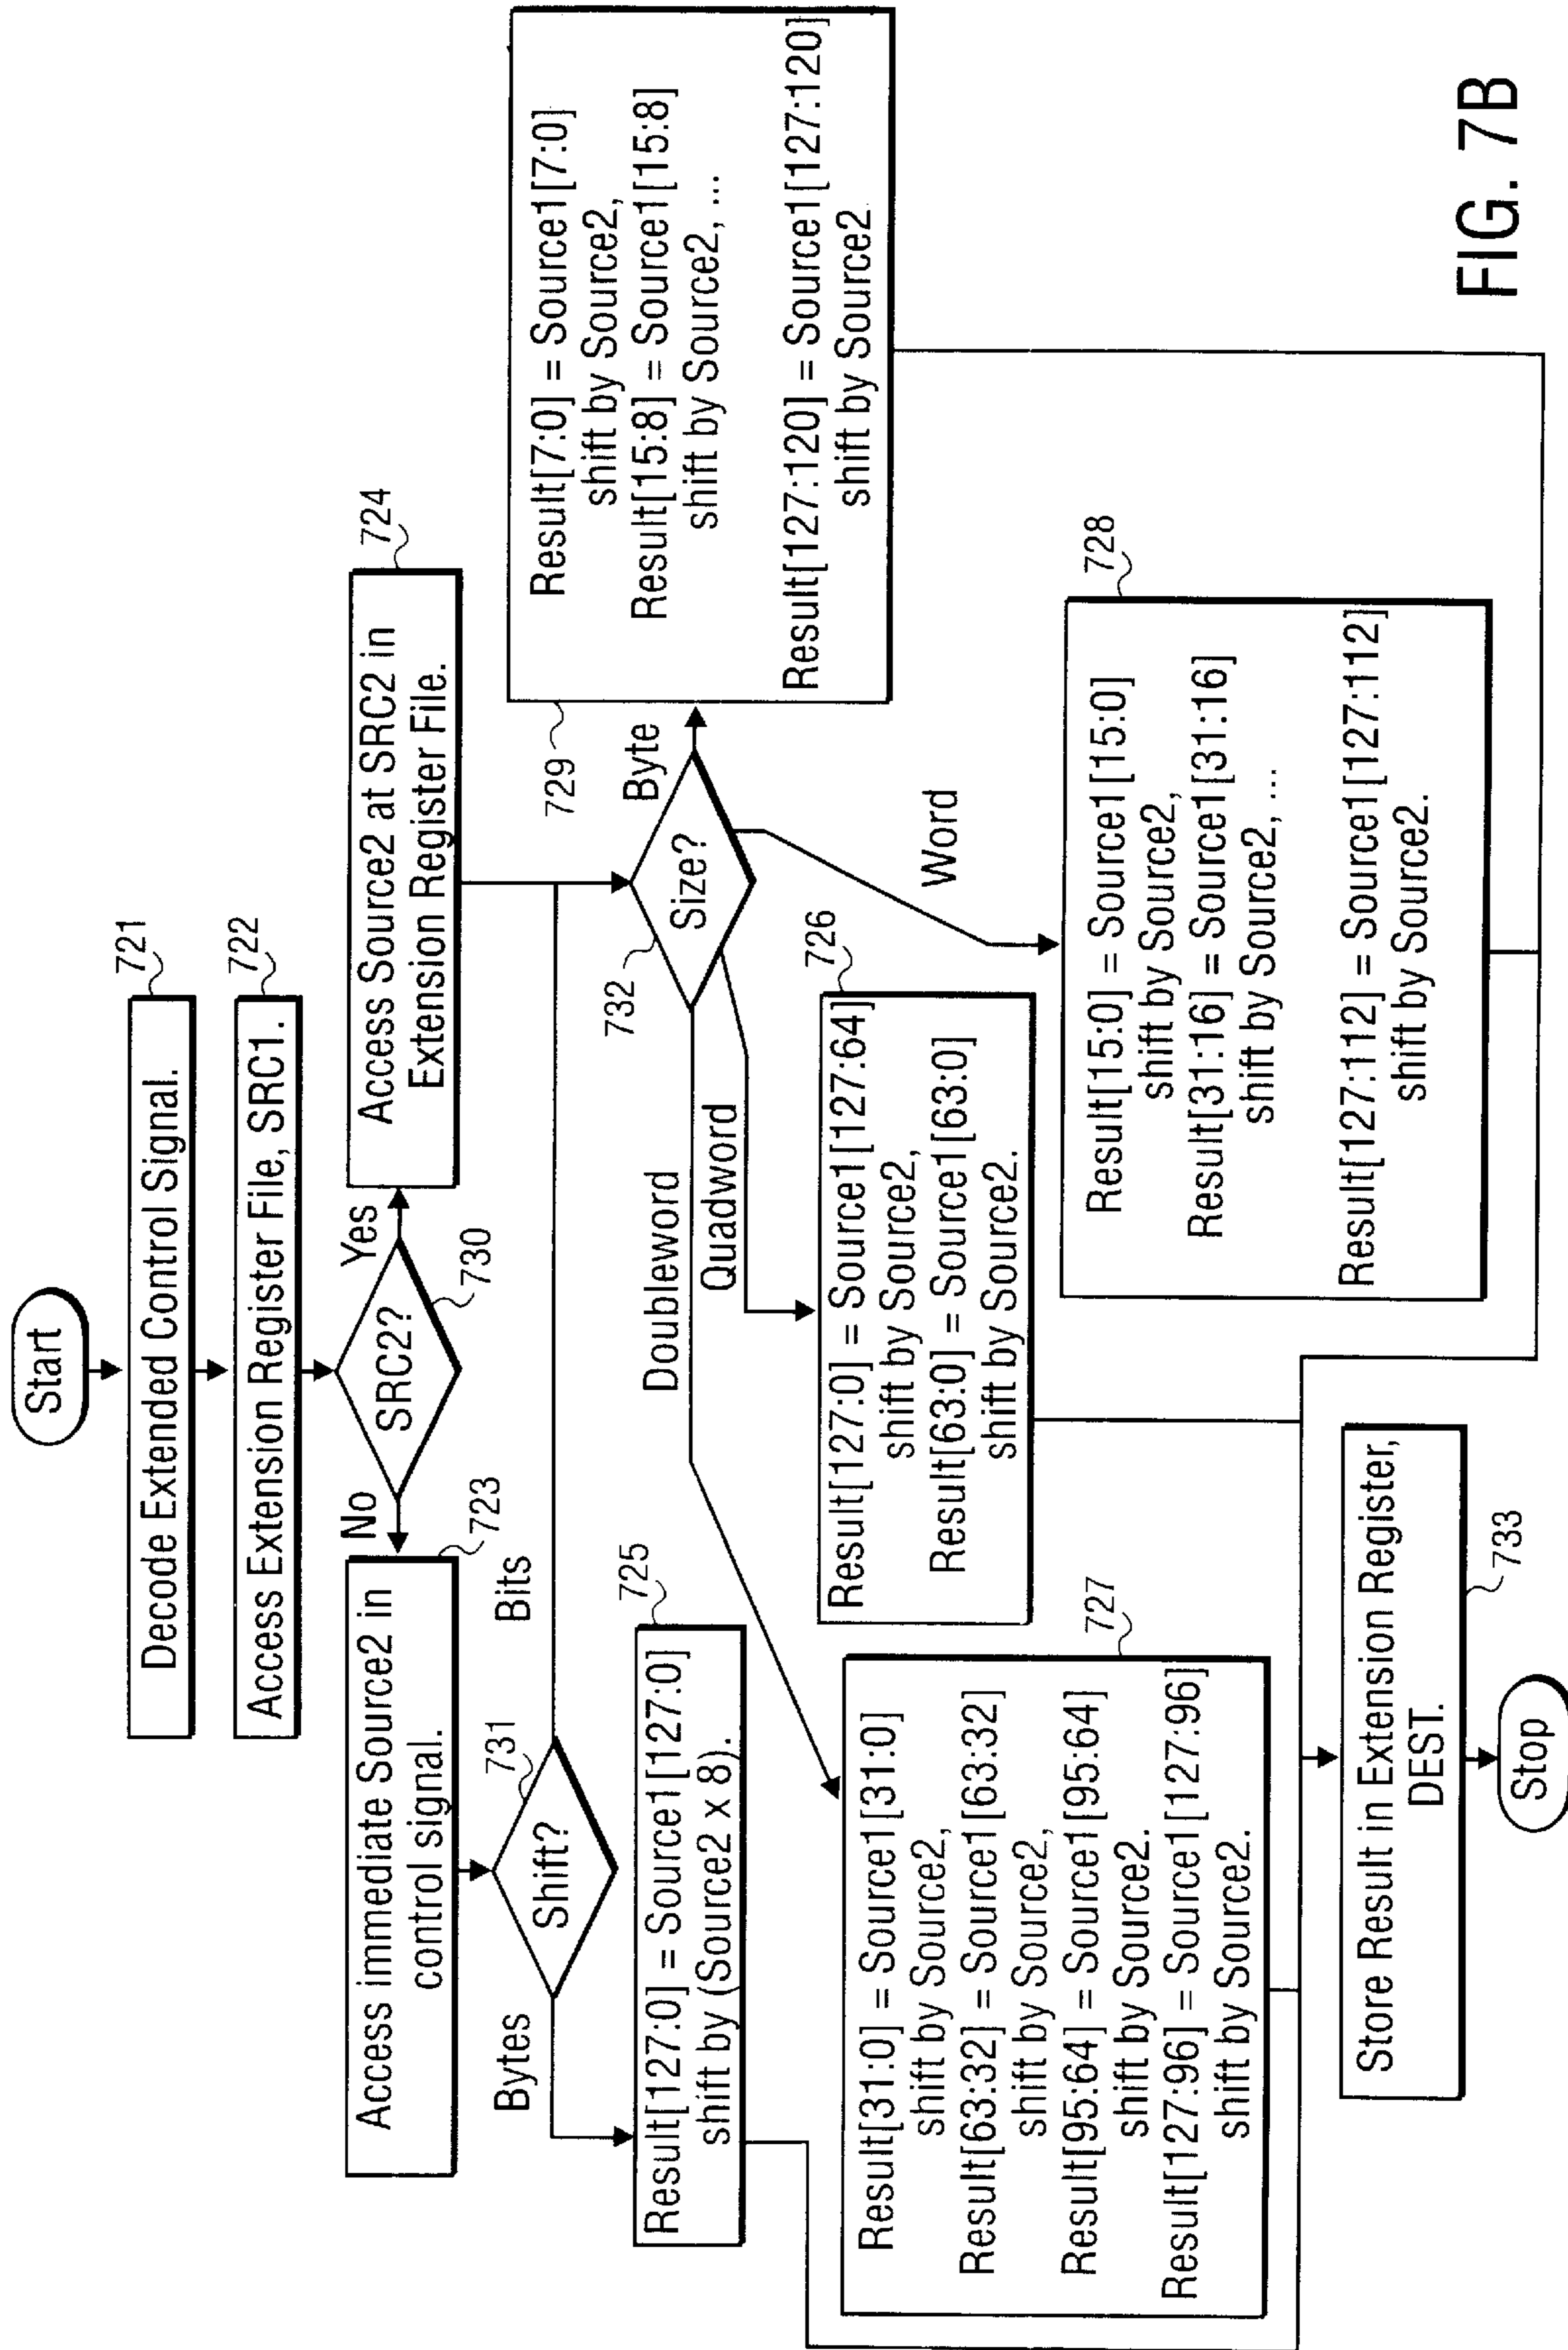 Start
Decode Extended Control Signal.
721
Access Extension Register File, SRC1.
722
SRC2?
730
No
Yes
Access immediate Source2 in
control signal.
723
Access Source2 at SRC2 in
Extension Register File.
724
Shift?
731
Bytes
Bits
Size?
732
Byte
Word
Doubleword
Quadword
Result[127:0] = Source1[127:0]
shift by (Source2 x 8).
725
Result[127:0] = Source1[127:64]
shift by Source2,
Result[63:0] = Source1[63:0]
shift by Source2.
726
Result[31:0] = Source1[31:0]
shift by Source2,
Result[63:32] = Source1[63:32]
shift by Source2,
Result[95:64] = Source1[95:64]
shift by Source2.
Result[127:96] = Source1[127:96]
shift by Source2.
727
Result[15:0] = Source1[15:0]
shift by Source2,
Result[31:16] = Source1[31:16]
shift by Source2, ...
Result[127:112] = Source1[127:112]
shift by Source2.
728
Result[7:0] = Source1[7:0]
shift by Source2,
Result[15:8] = Source1[15:8]
shift by Source2, ...
Result[127:120] = Source1[127:120]
shift by Source2.
729
Store Result in Extension Register,
DEST.
733
Stop
FIG. 7B